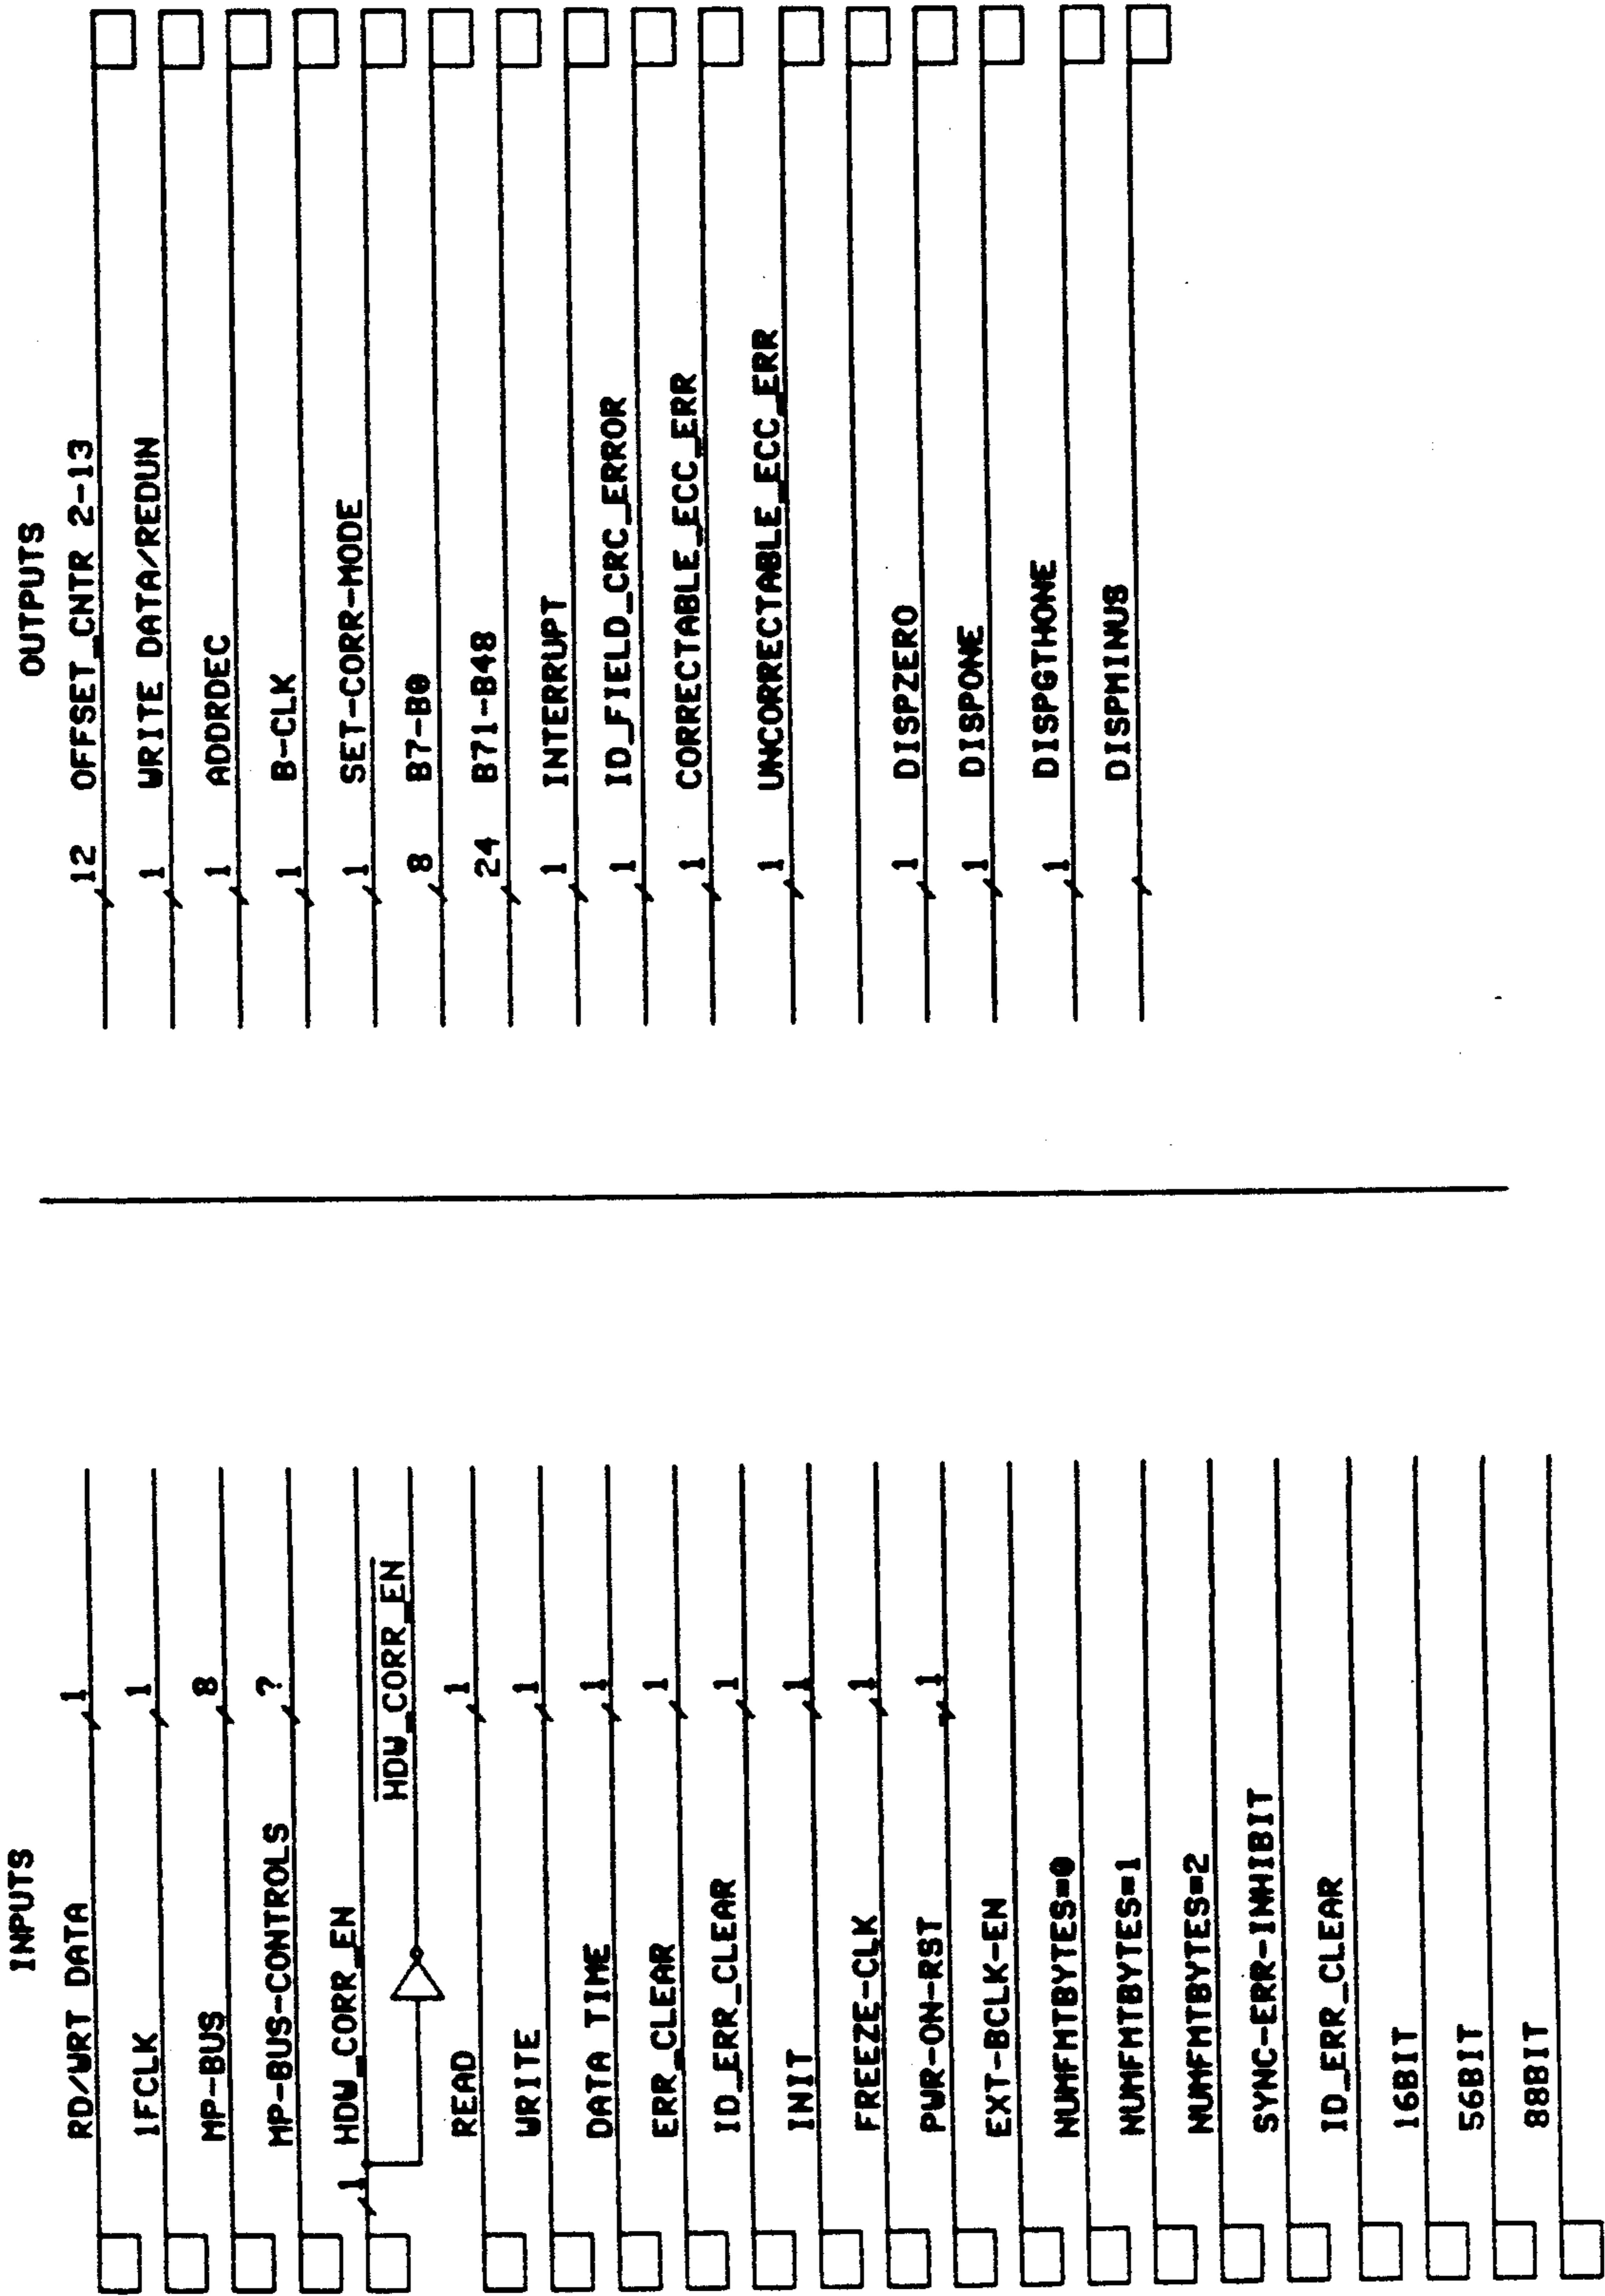 INPUTS
RD/WRT DATA 1
1FCLK 1
MP-BUS 8
MP-BUS-CONTROLS ?
1 HDW_CORR_EN
HDW_CORR_EN
READ 1
WRITE 1
DATA TIME 1
ERR_CLEAR 1
ID_ERR_CLEAR 1
INIT 1
FREEZE-CLK 1
PWR-ON-RST 1
EXT-BCLK-EN
NUMFMTBYTES=0
NUMFMTBYTES=1
NUMFMTBYTES=2
SYNC-ERR-INHIBIT
ID_ERR_CLEAR
16BIT
56BIT
88BIT
OUTPUTS
12 OFFSET_CNTR 2-13
1 WRITE DATA/REDUN
1 ADDRDEC
1 B-CLK
1 SET-CORR-MODE
8 B7-B0
24 B71-B48
1 INTERRUPT
1 ID_FIELD_CRC_ERROR
1 CORRECTABLE_ECC_ERR
1 UNCORRECTABLE_ECC_ERR
1 DISPZERO
1 DISPONE
1 DISPGTHONE
DISPMINUS